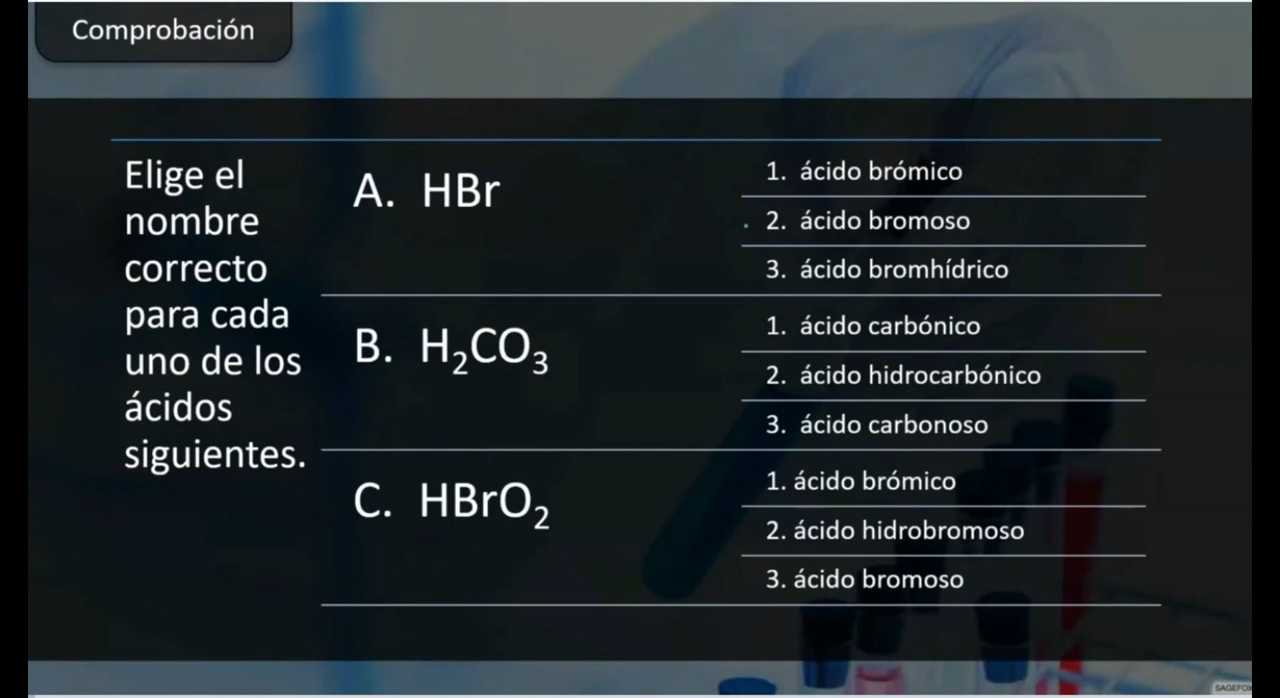 Comprobación
Elige el
nombre
correcto
para cada
uno de los
ácidos
siguientes.
A. HBr
1. ácido brómico
2. ácido bromoso
3. ácido bromhídrico
B. H₂CO₃
1. ácido carbónico
2. ácido hidrocarbónico
3. ácido carbonoso
C. HBrO₂
1. ácido brómico
2. ácido hidrobromoso
3. ácido bromoso
SAGEFOX